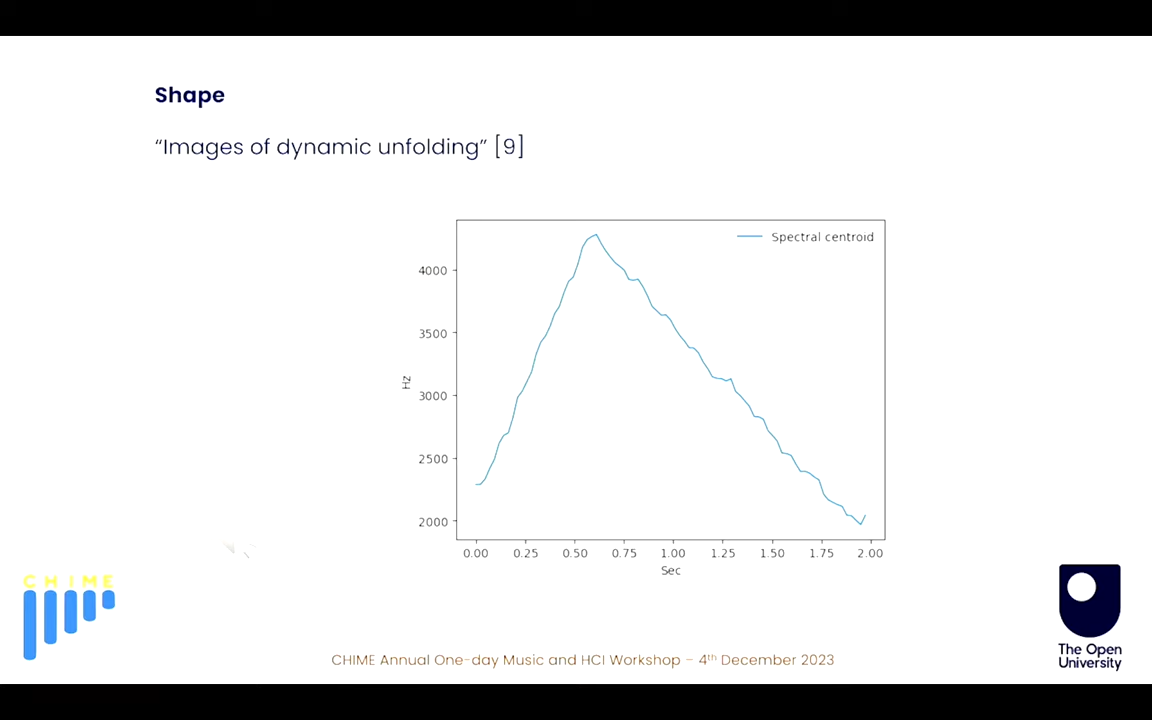 Shape
“Images of dynamic unfolding” [9]
Spectral centroid
4000
3500
3000
2500
2000
Hz
0.00 0.25 0.50 0.75 1.00 1.25 1.50 1.75 2.00
Sec
CHIME
The Open
University
CHIME Annual One-day Music and HCI Workshop – 4th December 2023